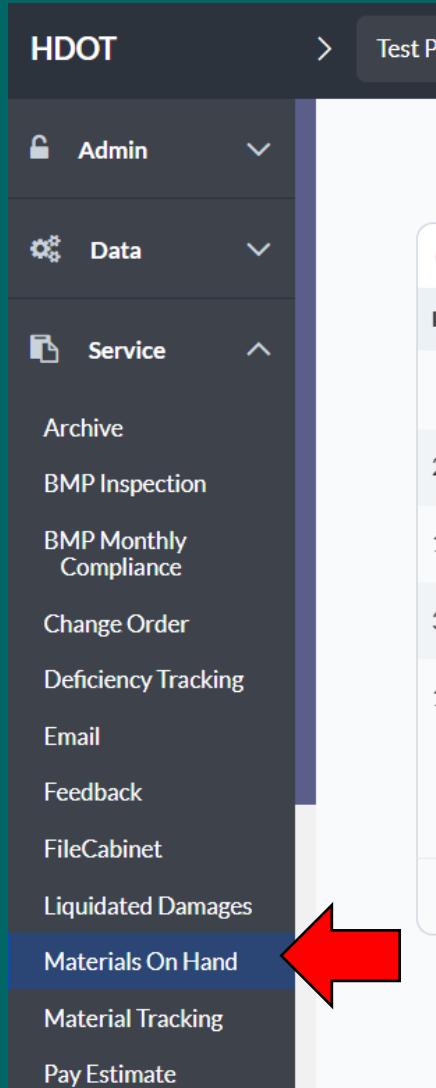 HDOT
Test P
Admin
Data
Service
Archive
BMP Inspection
BMP Monthly
Compliance
Change Order
Deficiency Tracking
Email
Feedback
FileCabinet
Liquidated Damages
Materials On Hand
Material Tracking
Pay Estimate